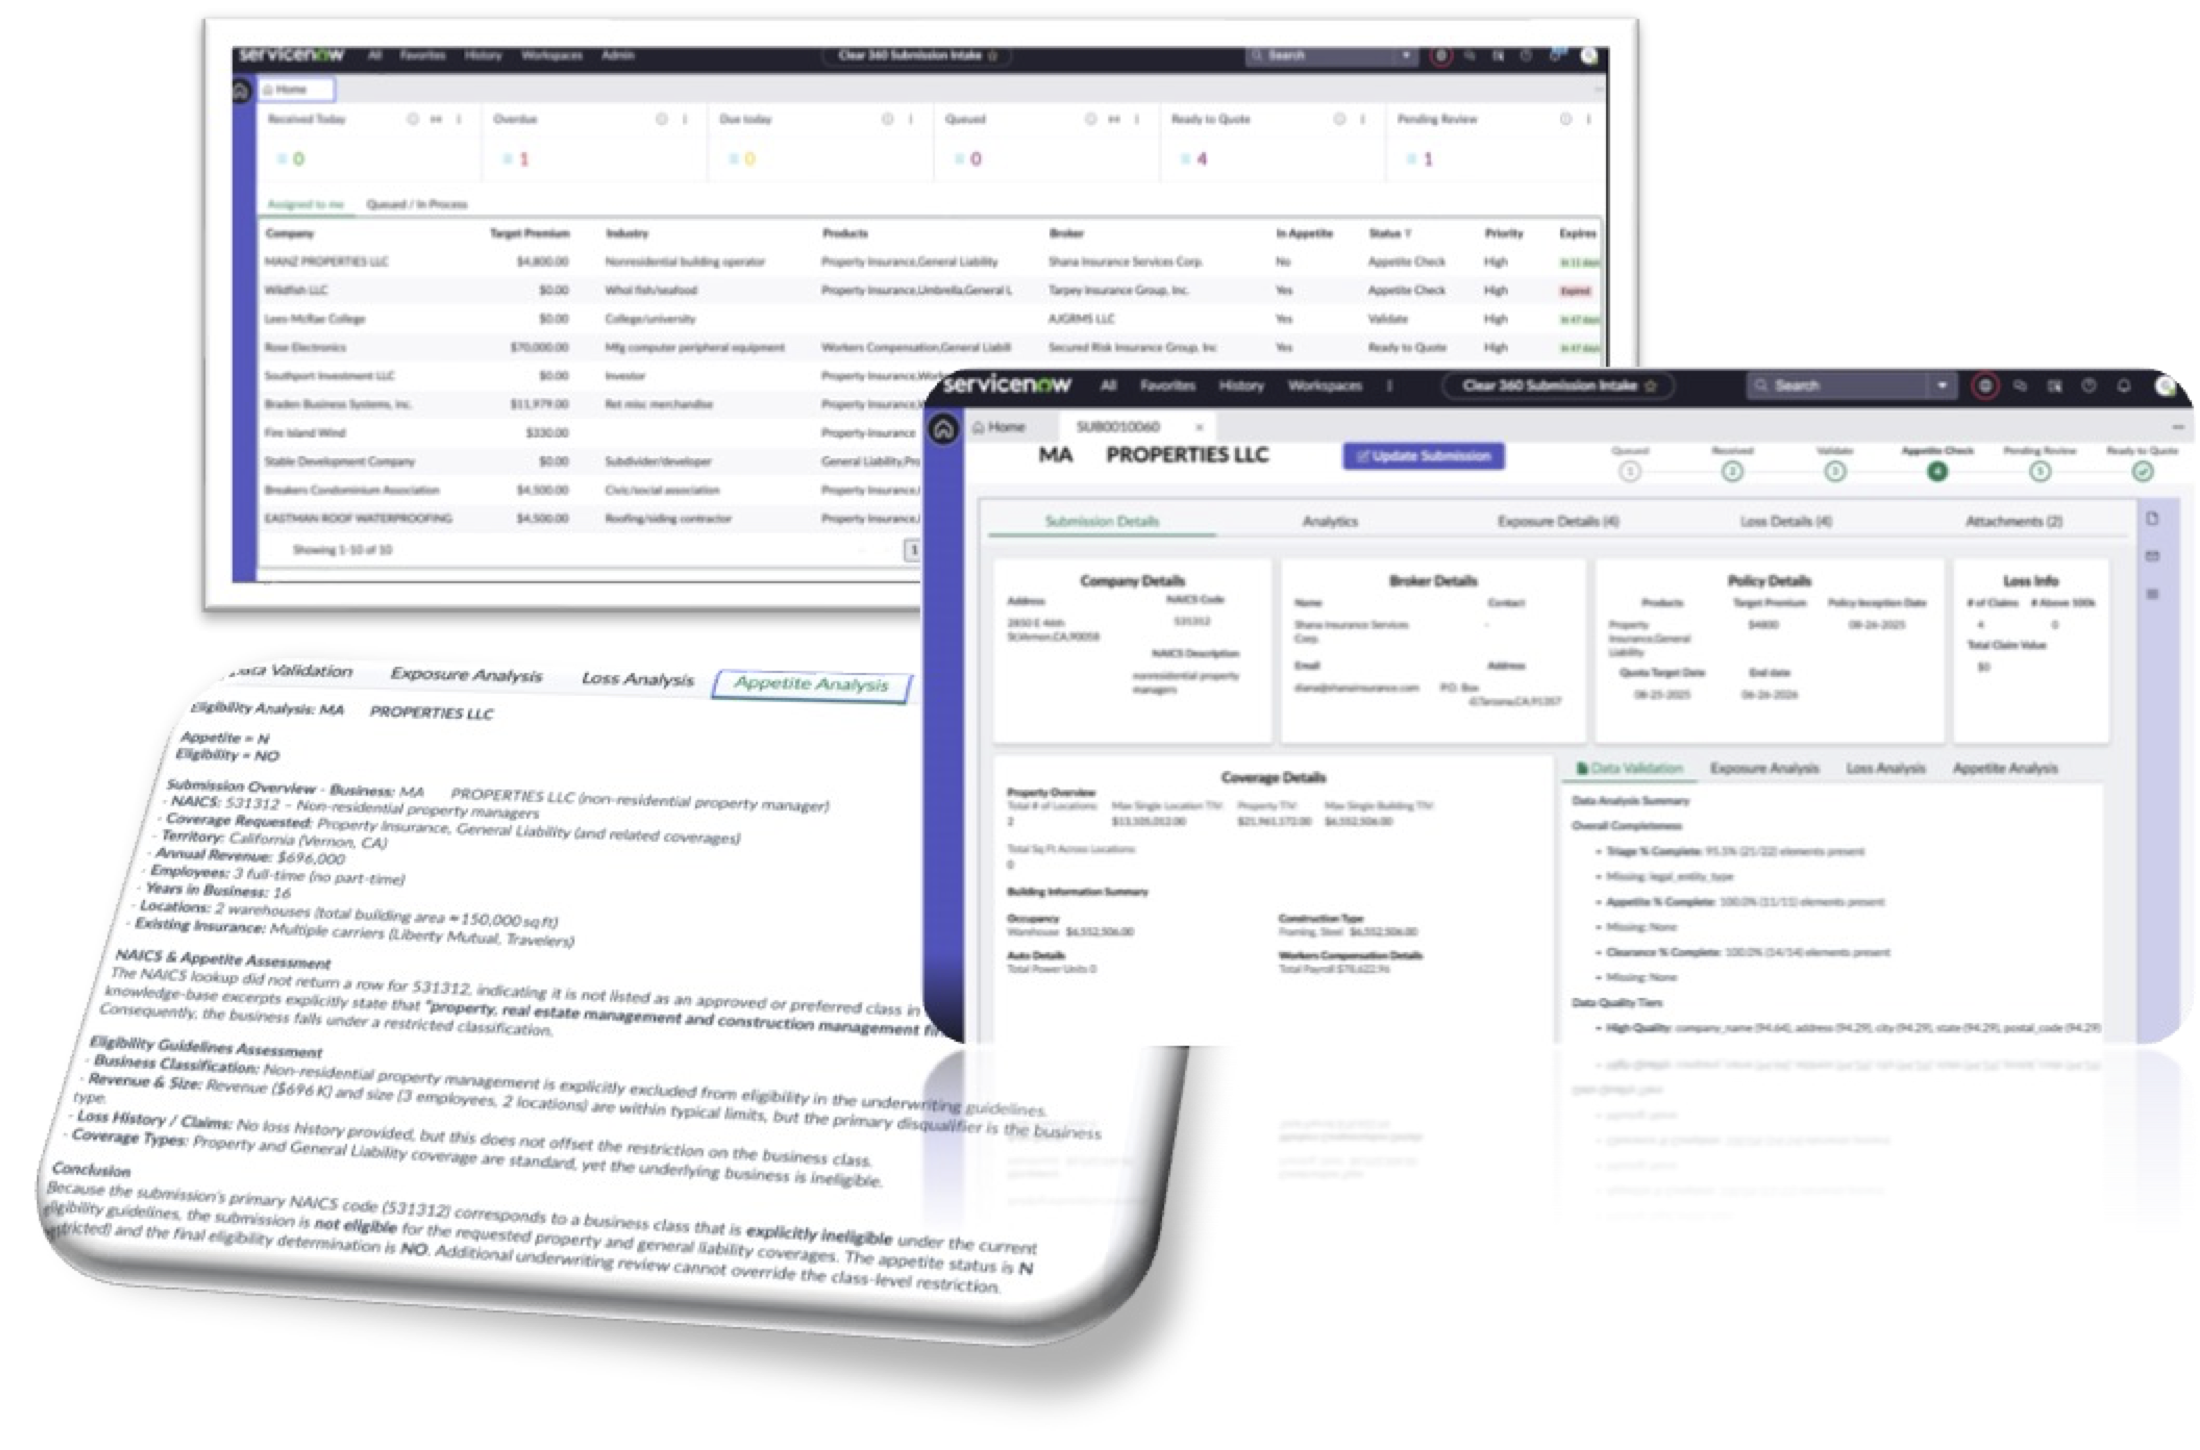 servicenow All Favorites History Workspaces Admin Clear 360 Submission Intake Search
Home
Received Today Overdue Due today Queued Ready to Quote Pending Review
0 1 0 0 4 1
Assigned to me Queued / In Process
Company Target Premium Industry Products Broker In Appetite Status Priority Expires
MANZ PROPERTIES LLC $4,800.00 Nonresidential building operator Property Insurance,General Liability Shana Insurance Services Corp. No Appetite Check High In 11 days
Wildfish LLC $0.00 Whol fish/seafood Property Insurance,Umbrella,General L Tarpey Insurance Group, Inc. Yes Appetite Check High Expired
Lees-McRae College $0.00 College/university AJGRMS LLC Yes Validate High In 47 days
Rose Electronics $70,000.00 Mfg computer peripheral equipment Workers Compensation,General Liabili Secured Risk Insurance Group, Inc Yes Ready to Quote High In 47 days
Southport Investment LLC $0.00 Investor Property Insurance,Work
Braden Business Systems, Inc. $11,979.00 Ret misc merchandise Property Insurance,
Fire Island Wind $330.00 Property Insurance
Stable Development Company $0.00 Subdivider/developer General Liability,Pro
Breakers Condominium Association $4,500.00 Civic/social association Property Insurance,
EASTMAN ROOF WATERPROOFING $4,500.00 Roofing/siding contractor Property Insurance,
Showing 1-10 of 10 1
servicenow All Favorites History Workspaces Clear 360 Submission Intake Search
Home SUB0010060
MA PROPERTIES LLC Update Submission
Queued Received Validate Appetite Check Pending Review Ready to Quote
1 2 3 4 5
Submission Details Analytics Exposure Details (4) Loss Details (4) Attachments (2)
Company Details
Address NAICS Code
2850 E 44th 531312
St,Vernon,CA,90058
NAICS Description
nonresidential property
managers
Broker Details
Name Contact
Shana Insurance Services -
Corp.
Email Address
diana@shanainsurance.com P.O. Box
Policy Details
Products Target Premium Policy Inception Date
Property $4800 08-26-2025
Insurance,General
Liability
Quote Target Date End date
08-25-2025 08-26-2026
Loss Info
# of Claims # Above 100k
4 0
Total Claim Value
$0
Coverage Details
Property Overview
Total # of Locations: Max Single Location TIV: Property TIV: Max Single Building TIV:
2 $13,105,012.00 $21,961,172.00 $6,552,506.00
Total Sq Ft Across Locations:
0
Building Information Summary
Occupancy Construction Type
Warehouse $6,552,506.00 Framing, Steel $6,552,506.00
Auto Details Workers Compensation Details
Total Power Units 0 Total Payroll $78,622.96
Data Validation Exposure Analysis Loss Analysis Appetite Analysis
Data Analysis Summary
Overall Completeness
• Triage % Complete: 95.5% (21/22) elements present
• Missing: legal_entity_type
• Appetite % Complete: 100.0% (11/11) elements present
• Missing: None
• Clearance % Complete: 100.0% (14/14) elements present
• Missing: None
Data Quality Tiers
• High Quality: company_name (94.64), address (94.29), city (94.29), state (94.29), postal_code (94.29)
Data Validation Exposure Analysis Loss Analysis Appetite Analysis
Eligibility Analysis: MA PROPERTIES LLC
Appetite = N
Eligibility = NO
Submission Overview - Business: MA PROPERTIES LLC (non-residential property manager)
- NAICS: 531312 – Non-residential property managers
- Coverage Requested: Property Insurance, General Liability (and related coverages)
- Territory: California (Vernon, CA)
- Annual Revenue: $696,000
- Employees: 3 full-time (no part-time)
- Years in Business: 16
- Locations: 2 warehouses (total building area ≈ 150,000 sq ft)
- Existing Insurance: Multiple carriers (Liberty Mutual, Travelers)
NAICS & Appetite Assessment
The NAICS lookup did not return a row for 531312, indicating it is not listed as an approved or preferred class in
knowledge-base excerpts explicitly state that "property, real estate management and construction management fir
Consequently, the business falls under a restricted classification.
Eligibility Guidelines Assessment
- Business Classification: Non-residential property management is explicitly excluded from eligibility in the underwriting guidelines.
- Revenue & Size: Revenue ($696 K) and size (3 employees, 2 locations) are within typical limits, but the primary disqualifier is the business
type.
- Loss History / Claims: No loss history provided, but this does not offset the restriction on the business class.
- Coverage Types: Property and General Liability coverage are standard, yet the underlying business is ineligible.
Conclusion
Because the submission's primary NAICS code (531312) corresponds to a business class that is explicitly ineligible under the current
eligibility guidelines, the submission is not eligible for the requested property and general liability coverages. The appetite status is N
stricted) and the final eligibility determination is NO. Additional underwriting review cannot override the class-level restriction.